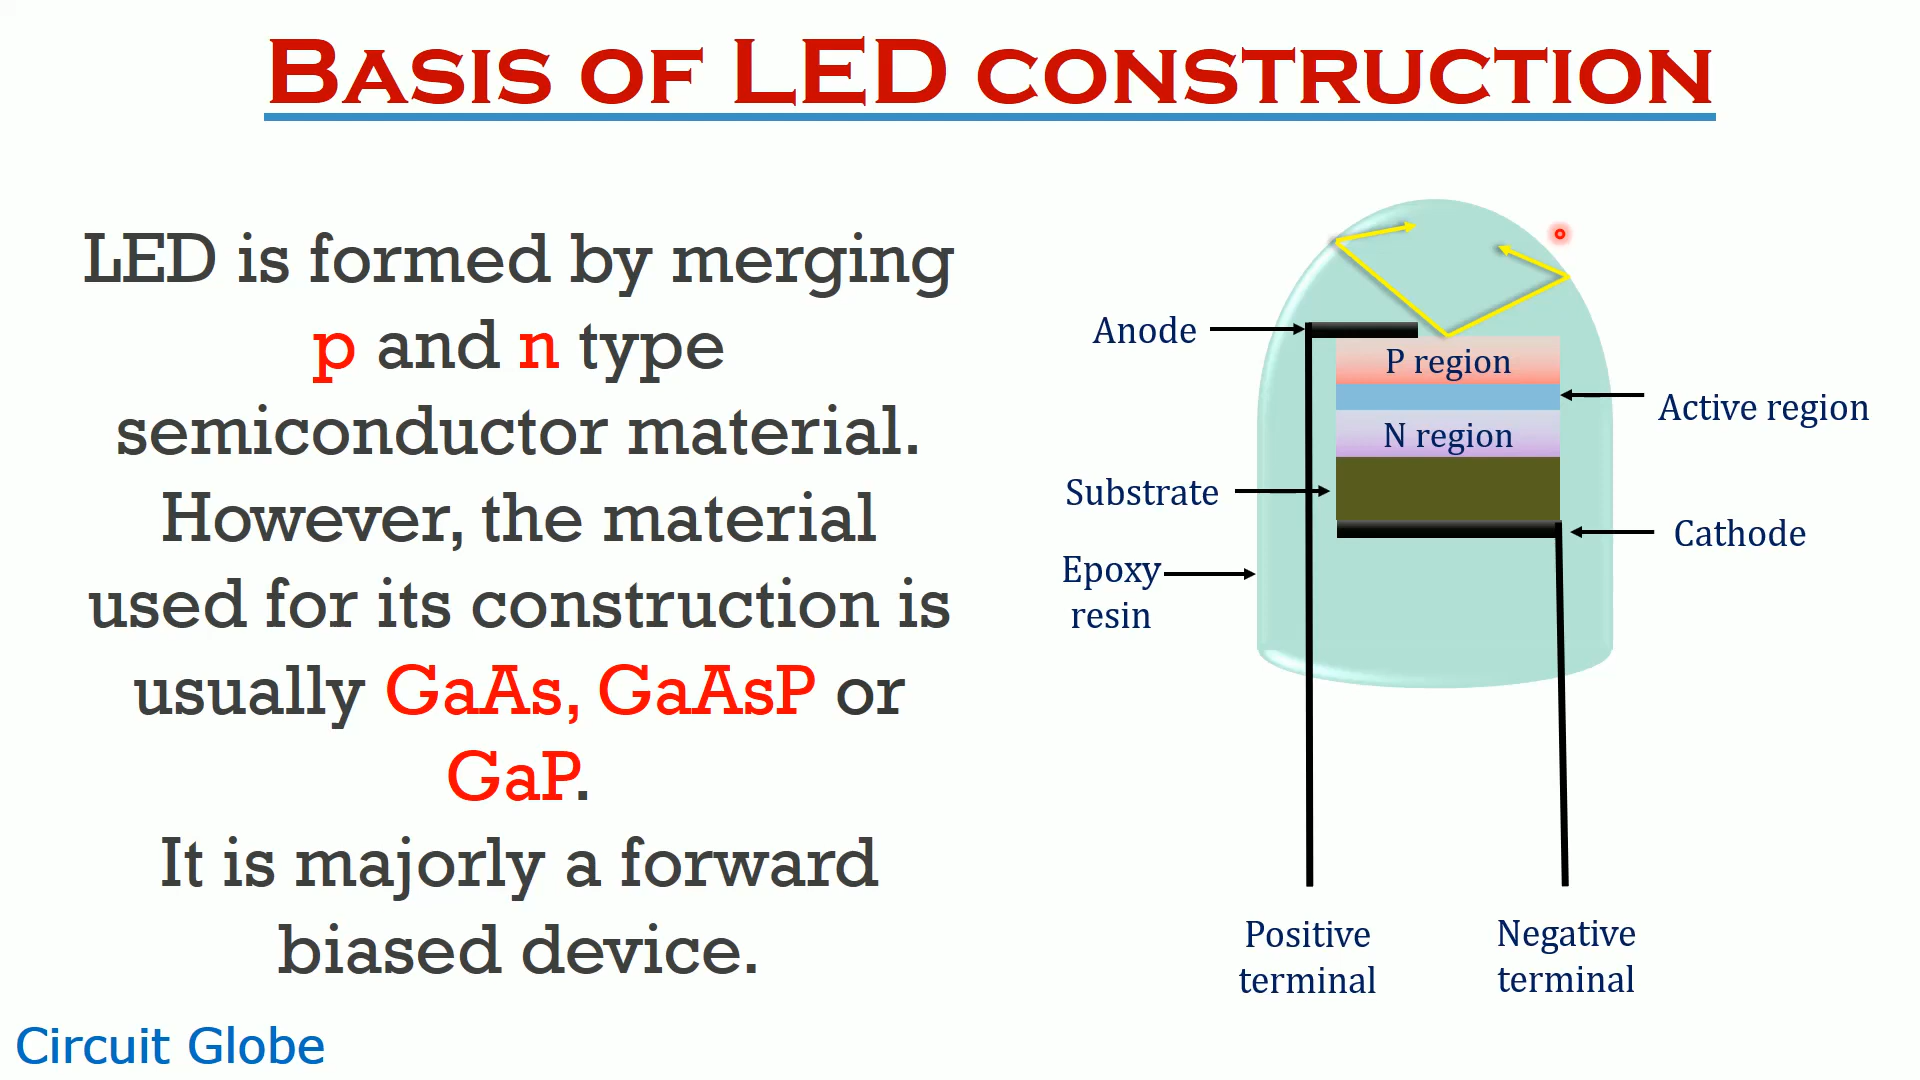 BASIS OF LED CONSTRUCTION
LED is formed by merging
p and n type
semiconductor material.
However, the material
used for its construction is
usually GaAs, GaAsP or
GaP.
It is majorly a forward
biased device.
Anode
P region
Active region
N region
Substrate
Cathode
Epoxy
resin
Positive
terminal
Negative
terminal
Circuit Globe